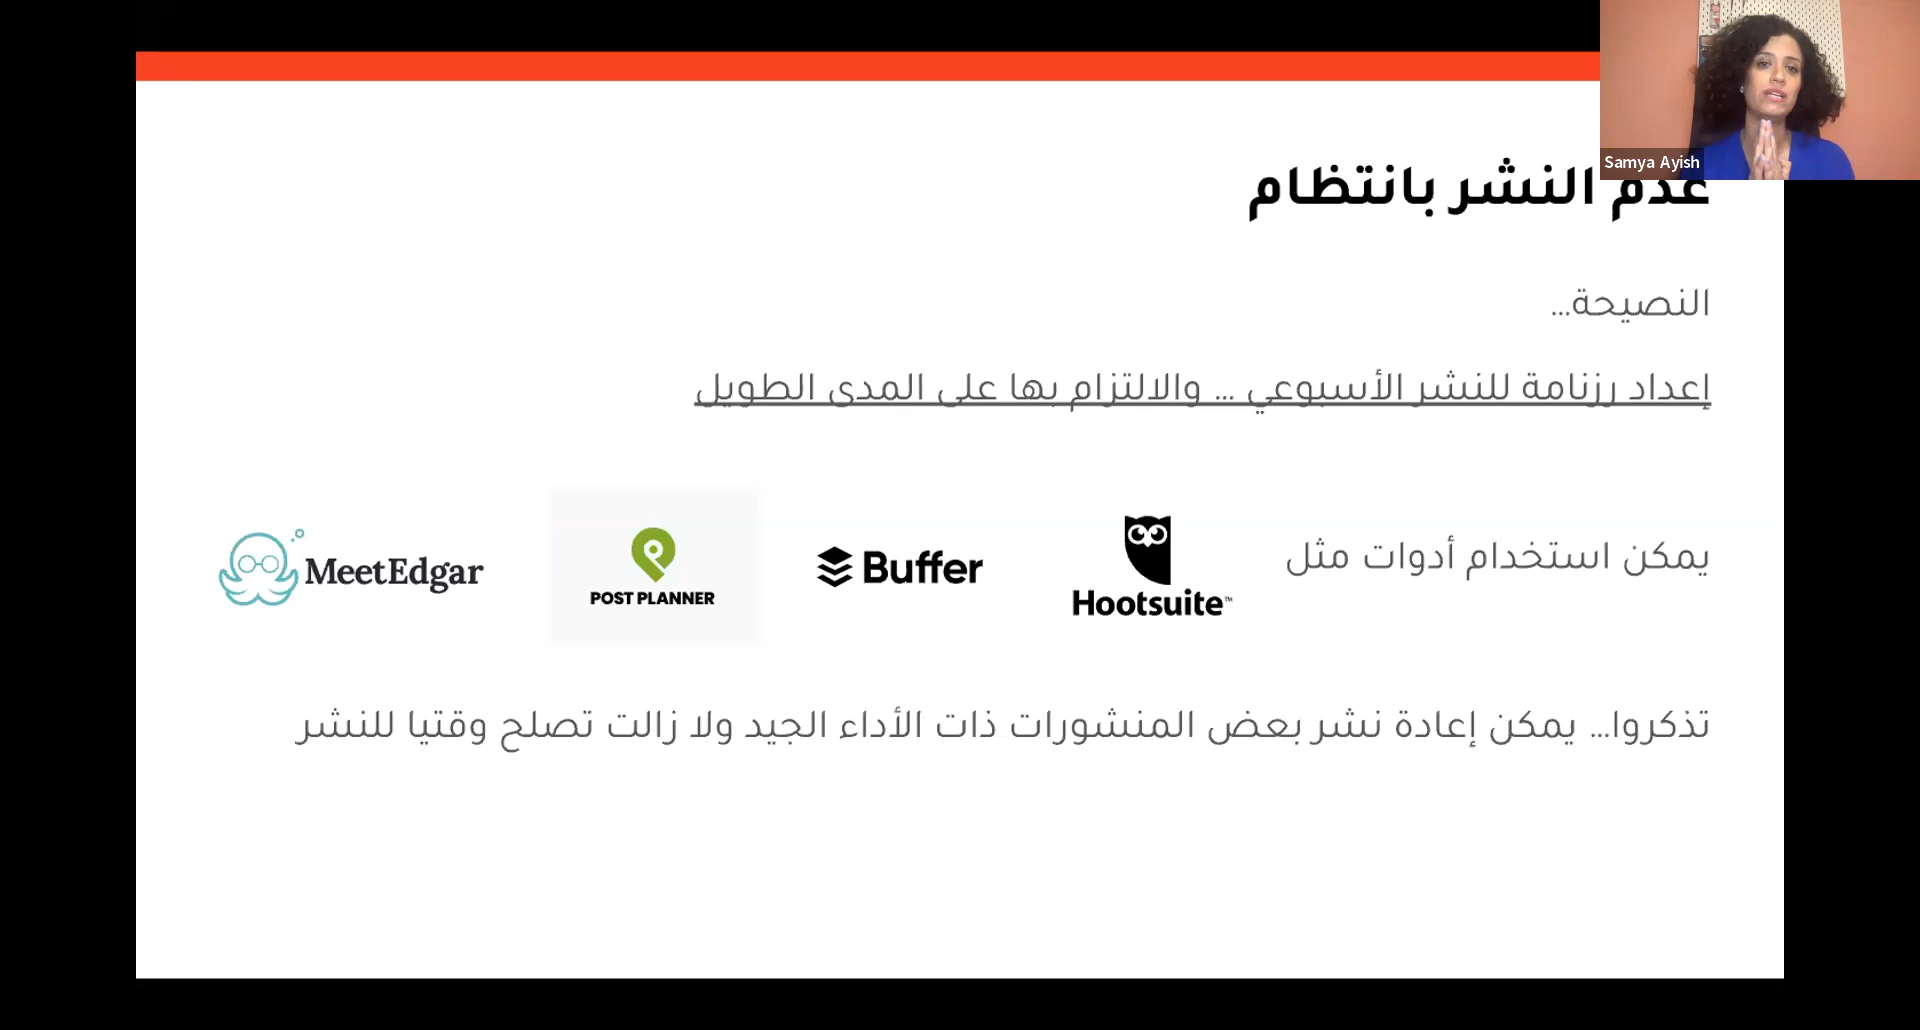 Samya Ayish
عدم النشر بانتظام
النصيحة...
إعداد رزنامة للنشر الأسبوعي ... والالتزام بها على المدى الطويل
يمكن استخدام أدوات مثل
Hootsuite™
Buffer
POST PLANNER
MeetEdgar
تذكروا... يمكن إعادة نشر بعض المنشورات ذات الأداء الجيد ولا زالت تصلح وقتيا للنشر